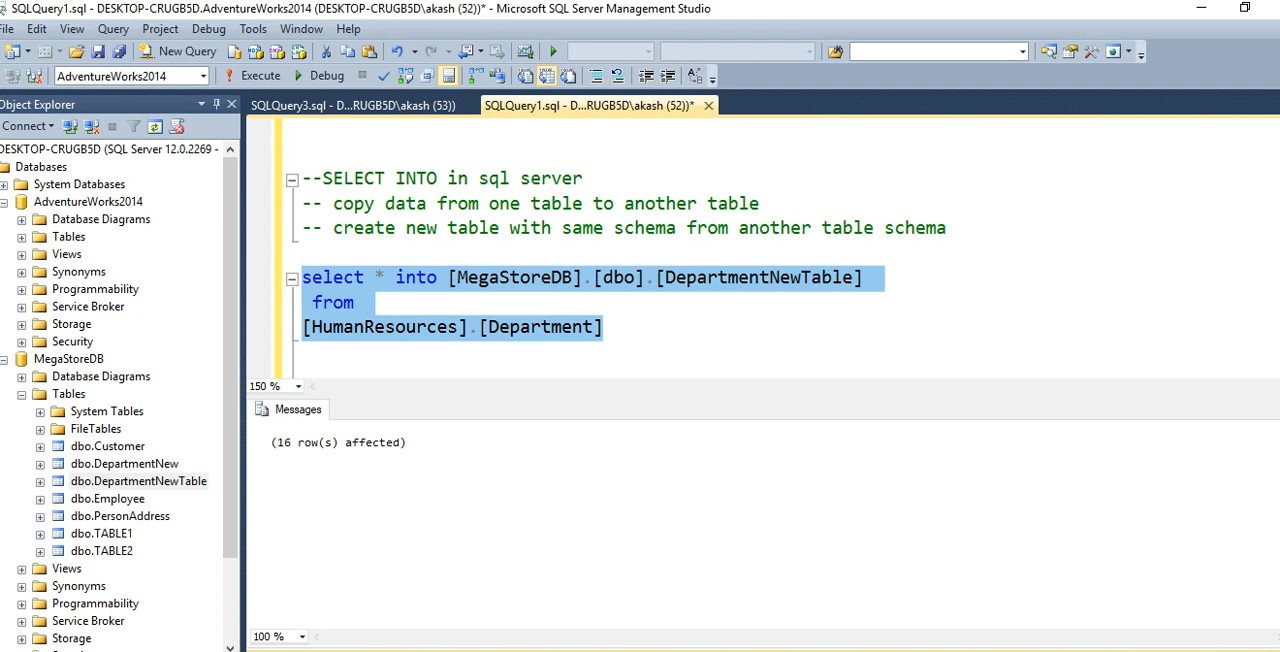 SQLQuery1.sql - DESKTOP-CRUGB5D.AdventureWorks2014 (DESKTOP-CRUGB5D\akash (52))* - Microsoft SQL Server Management Studio
File Edit View Query Project Debug Tools Window Help
New Query
AdventureWorks2014 Execute Debug
Object Explorer
Connect
DESKTOP-CRUGB5D (SQL Server 12.0.2269 -
Databases
System Databases
AdventureWorks2014
Database Diagrams
Tables
Views
Synonyms
Programmability
Service Broker
Storage
Security
MegaStoreDB
Database Diagrams
Tables
System Tables
FileTables
dbo.Customer
dbo.DepartmentNew
dbo.DepartmentNewTable
dbo.Employee
dbo.PersonAddress
dbo.TABLE1
dbo.TABLE2
Views
Synonyms
Programmability
Service Broker
Storage
SQLQuery3.sql - D...RUGB5D\akash (53)) SQLQuery1.sql - D...RUGB5D\akash (52))*
--SELECT INTO in sql server
-- copy data from one table to another table
-- create new table with same schema from another table schema
select * into [MegaStoreDB].[dbo].[DepartmentNewTable]
from
[HumanResources].[Department]
150 %
Messages
(16 row(s) affected)
100 %